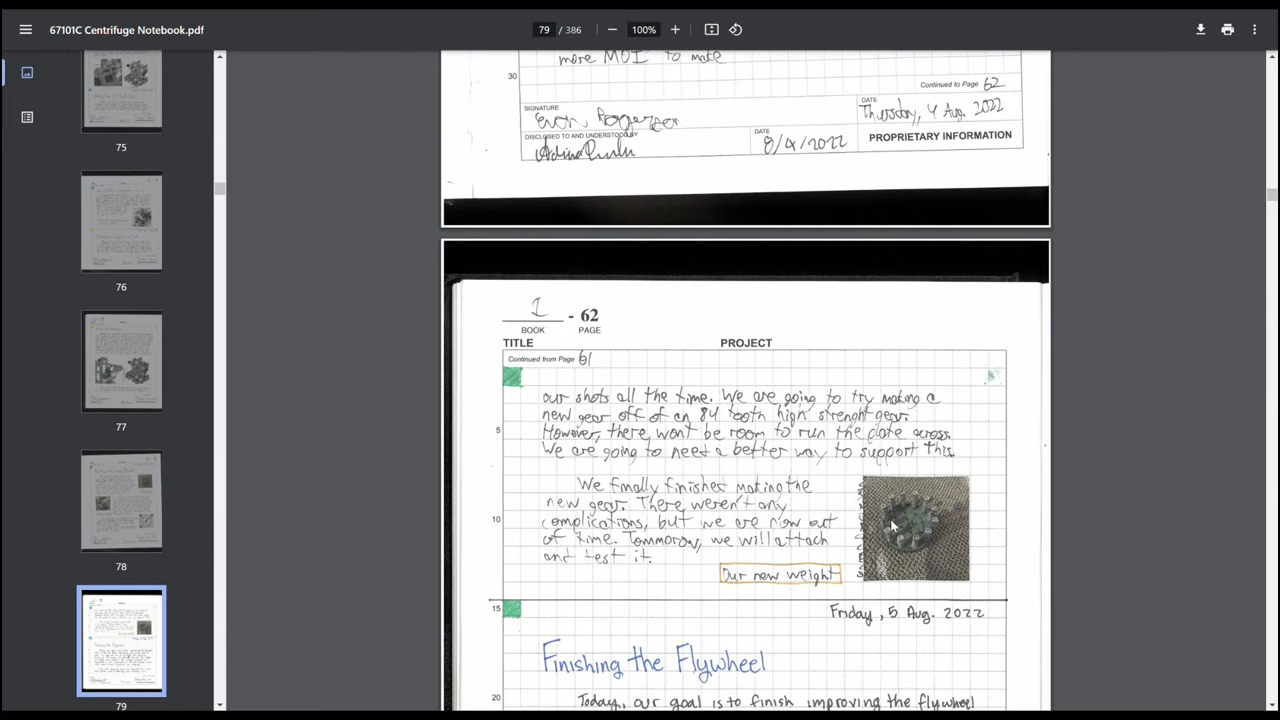 67101C Centrifuge Notebook.pdf
79 / 386
100%
75
76
77
78
79
more MOI to make
30
Continued to Page 62
SIGNATURE
DATE
Evan
Thursday, 4 Aug. 2022
DISCLOSED TO AND UNDERSTOOD BY
DATE
8/4/2022
PROPRIETARY INFORMATION
I - 62
BOOK PAGE
TITLE PROJECT
Continued from Page 61
our shots all the time. We are going to try making a
new gear off of an 84 tooth high strenght gear.
5
However, there wont be room to run the plate across.
We are going to need a better way to support this.
We finally finished making the
new gear. There weren't any
10
complications, but we are now out
of time. Tommorow, we will attach
and test it.
Our new weight
15
Friday, 5 Aug. 2022
Finishing the Flywheel
20
Today, our goal is to finish improving the flywheel